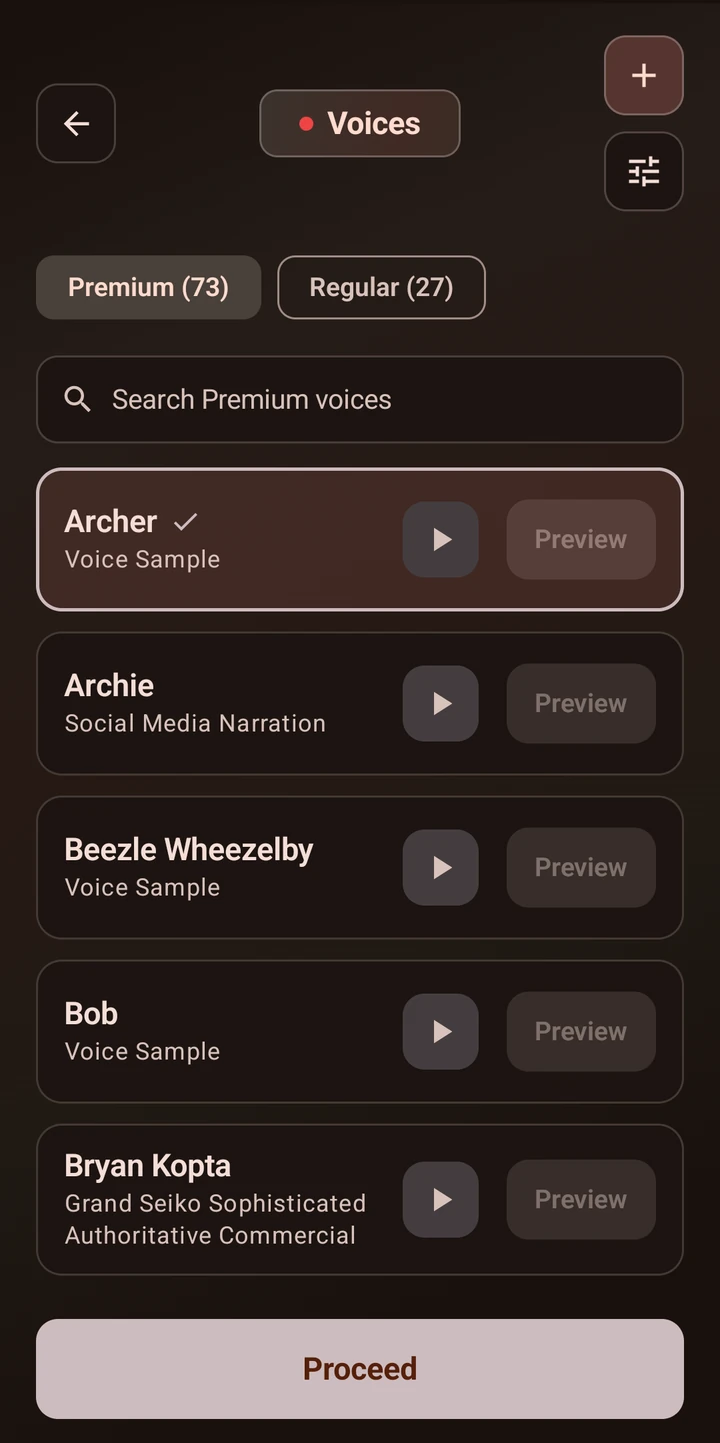 Voices
Premium (73)
Regular (27)
Search Premium voices
Archer
Voice Sample
Preview
Archie
Social Media Narration
Preview
Beezle Wheezelby
Voice Sample
Preview
Bob
Voice Sample
Preview
Bryan Kopta
Grand Seiko Sophisticated
Authoritative Commercial
Preview
Proceed